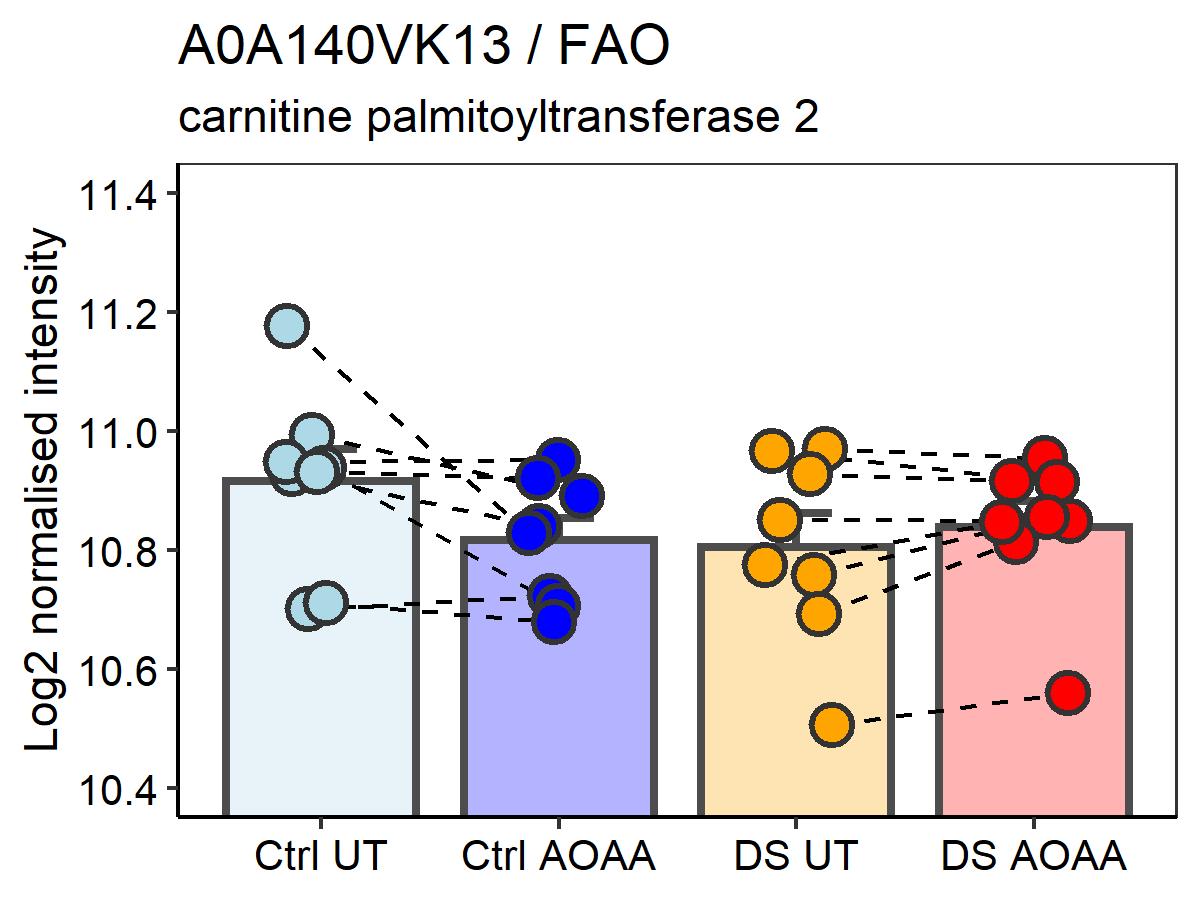 A0A140VK13 / FAO
carnitine palmitoyltransferase 2
Log2 normalised intensity
11.4
11.2
11.0
10.8
10.6
10.4
Ctrl UT
Ctrl AOAA
DS UT
DS AOAA